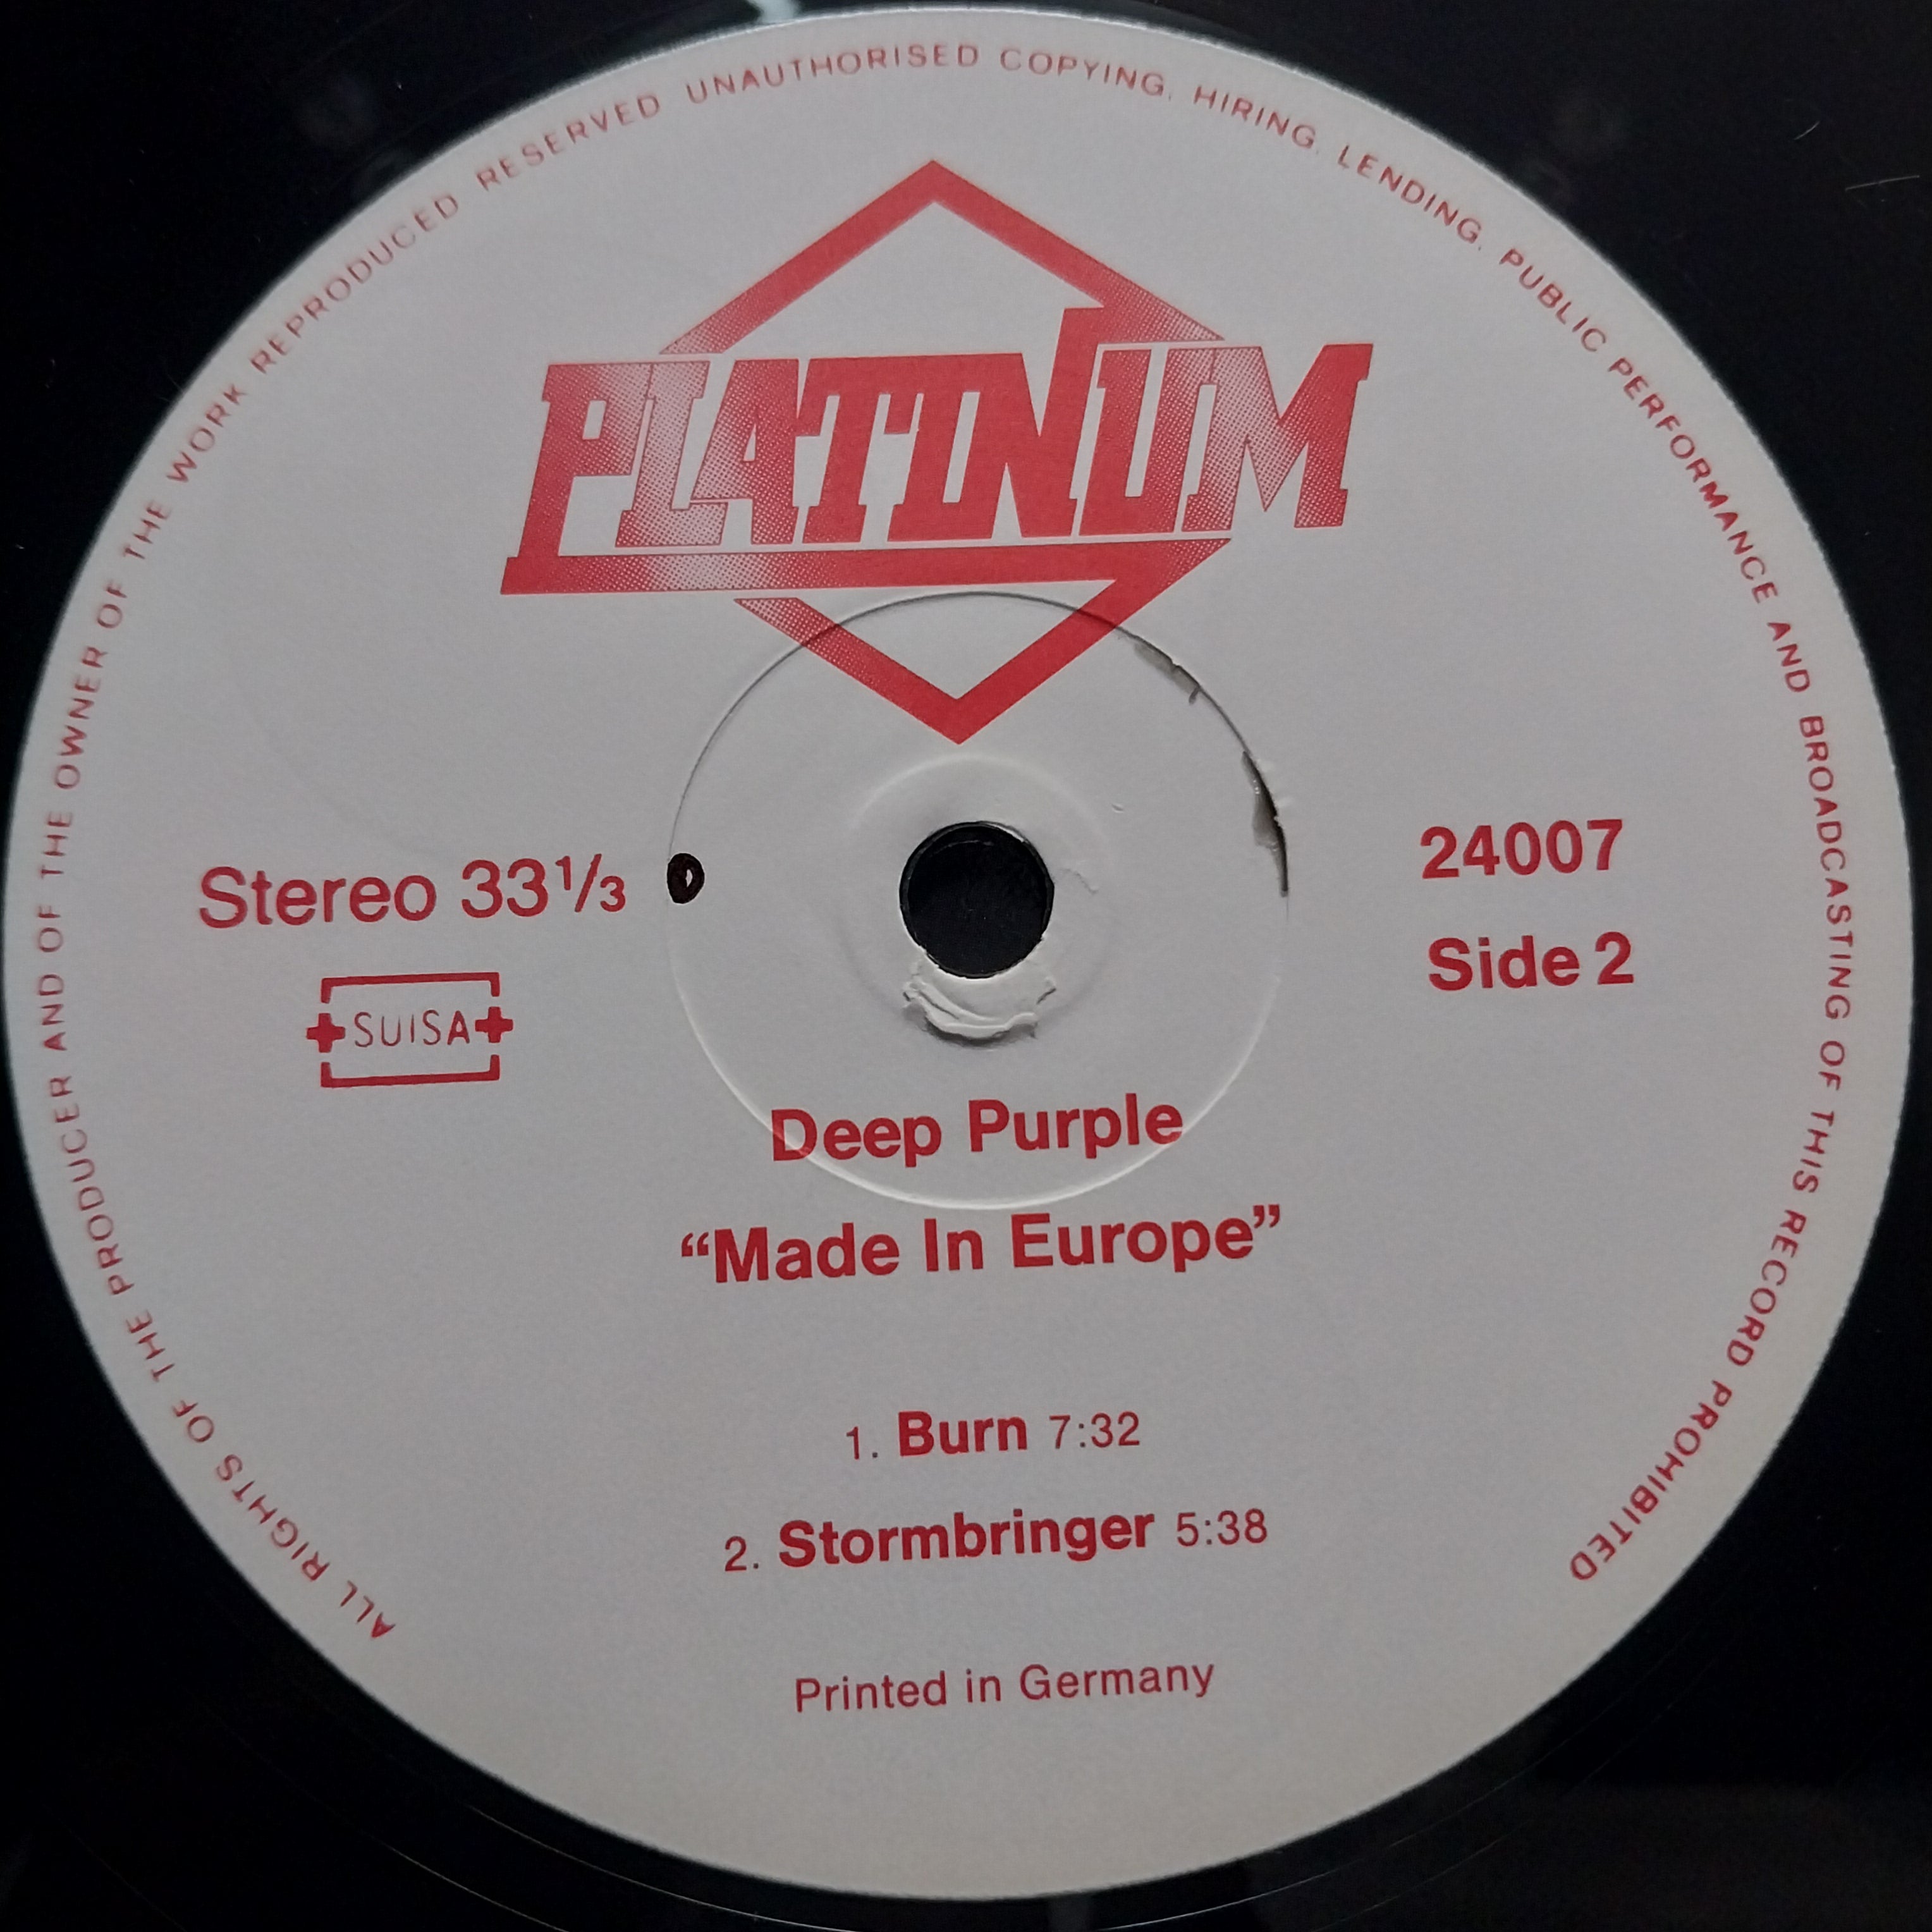 ALL RIGHTS OF THE PRODUCER AND OF THE OWNER OF THE WORK REPRODUCED RESERVED UNAUTHORISED COPYING, HIRING, LENDING, PUBLIC PERFORMANCE AND BROADCASTING OF THIS RECORD PROHIBITED
PLATINUM
Stereo 33 1/3
SUISA
24007
Side 2
Deep Purple
“Made In Europe”
1. Burn 7:32
2. Stormbringer 5:38
Printed in Germany